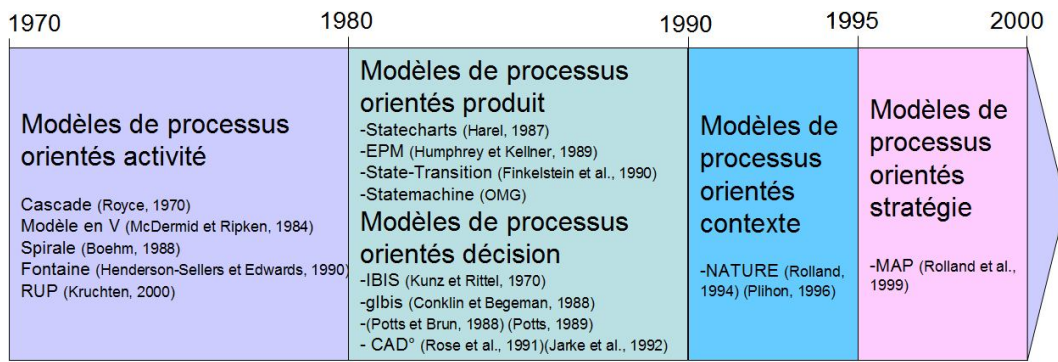 1970
1980
1990
1995
2000
Modèles de processus
orientés activité
Cascade (Royce, 1970)
Modèle en V (McDermid et Ripken, 1984)
Spirale (Boehm, 1988)
Fontaine (Henderson-Sellers et Edwards, 1990)
RUP (Kruchten, 2000)
Modèles de processus
orientés produit
-Statecharts (Harel, 1987)
-EPM (Humphrey et Kellner, 1989)
-State-Transition (Finkelstein et al., 1990)
-Statemachine (OMG)
Modèles de processus
orientés décision
-IBIS (Kunz et Rittel, 1970)
-gIbis (Conklin et Begeman, 1988)
-(Potts et Brun, 1988) (Potts, 1989)
- CAD° (Rose et al., 1991)(Jarke et al., 1992)
Modèles de
processus
orientés
contexte
-NATURE (Rolland,
1994) (Plihon, 1996)
Modèles de
processus
orientés
stratégie
-MAP (Rolland et al.,
1999)